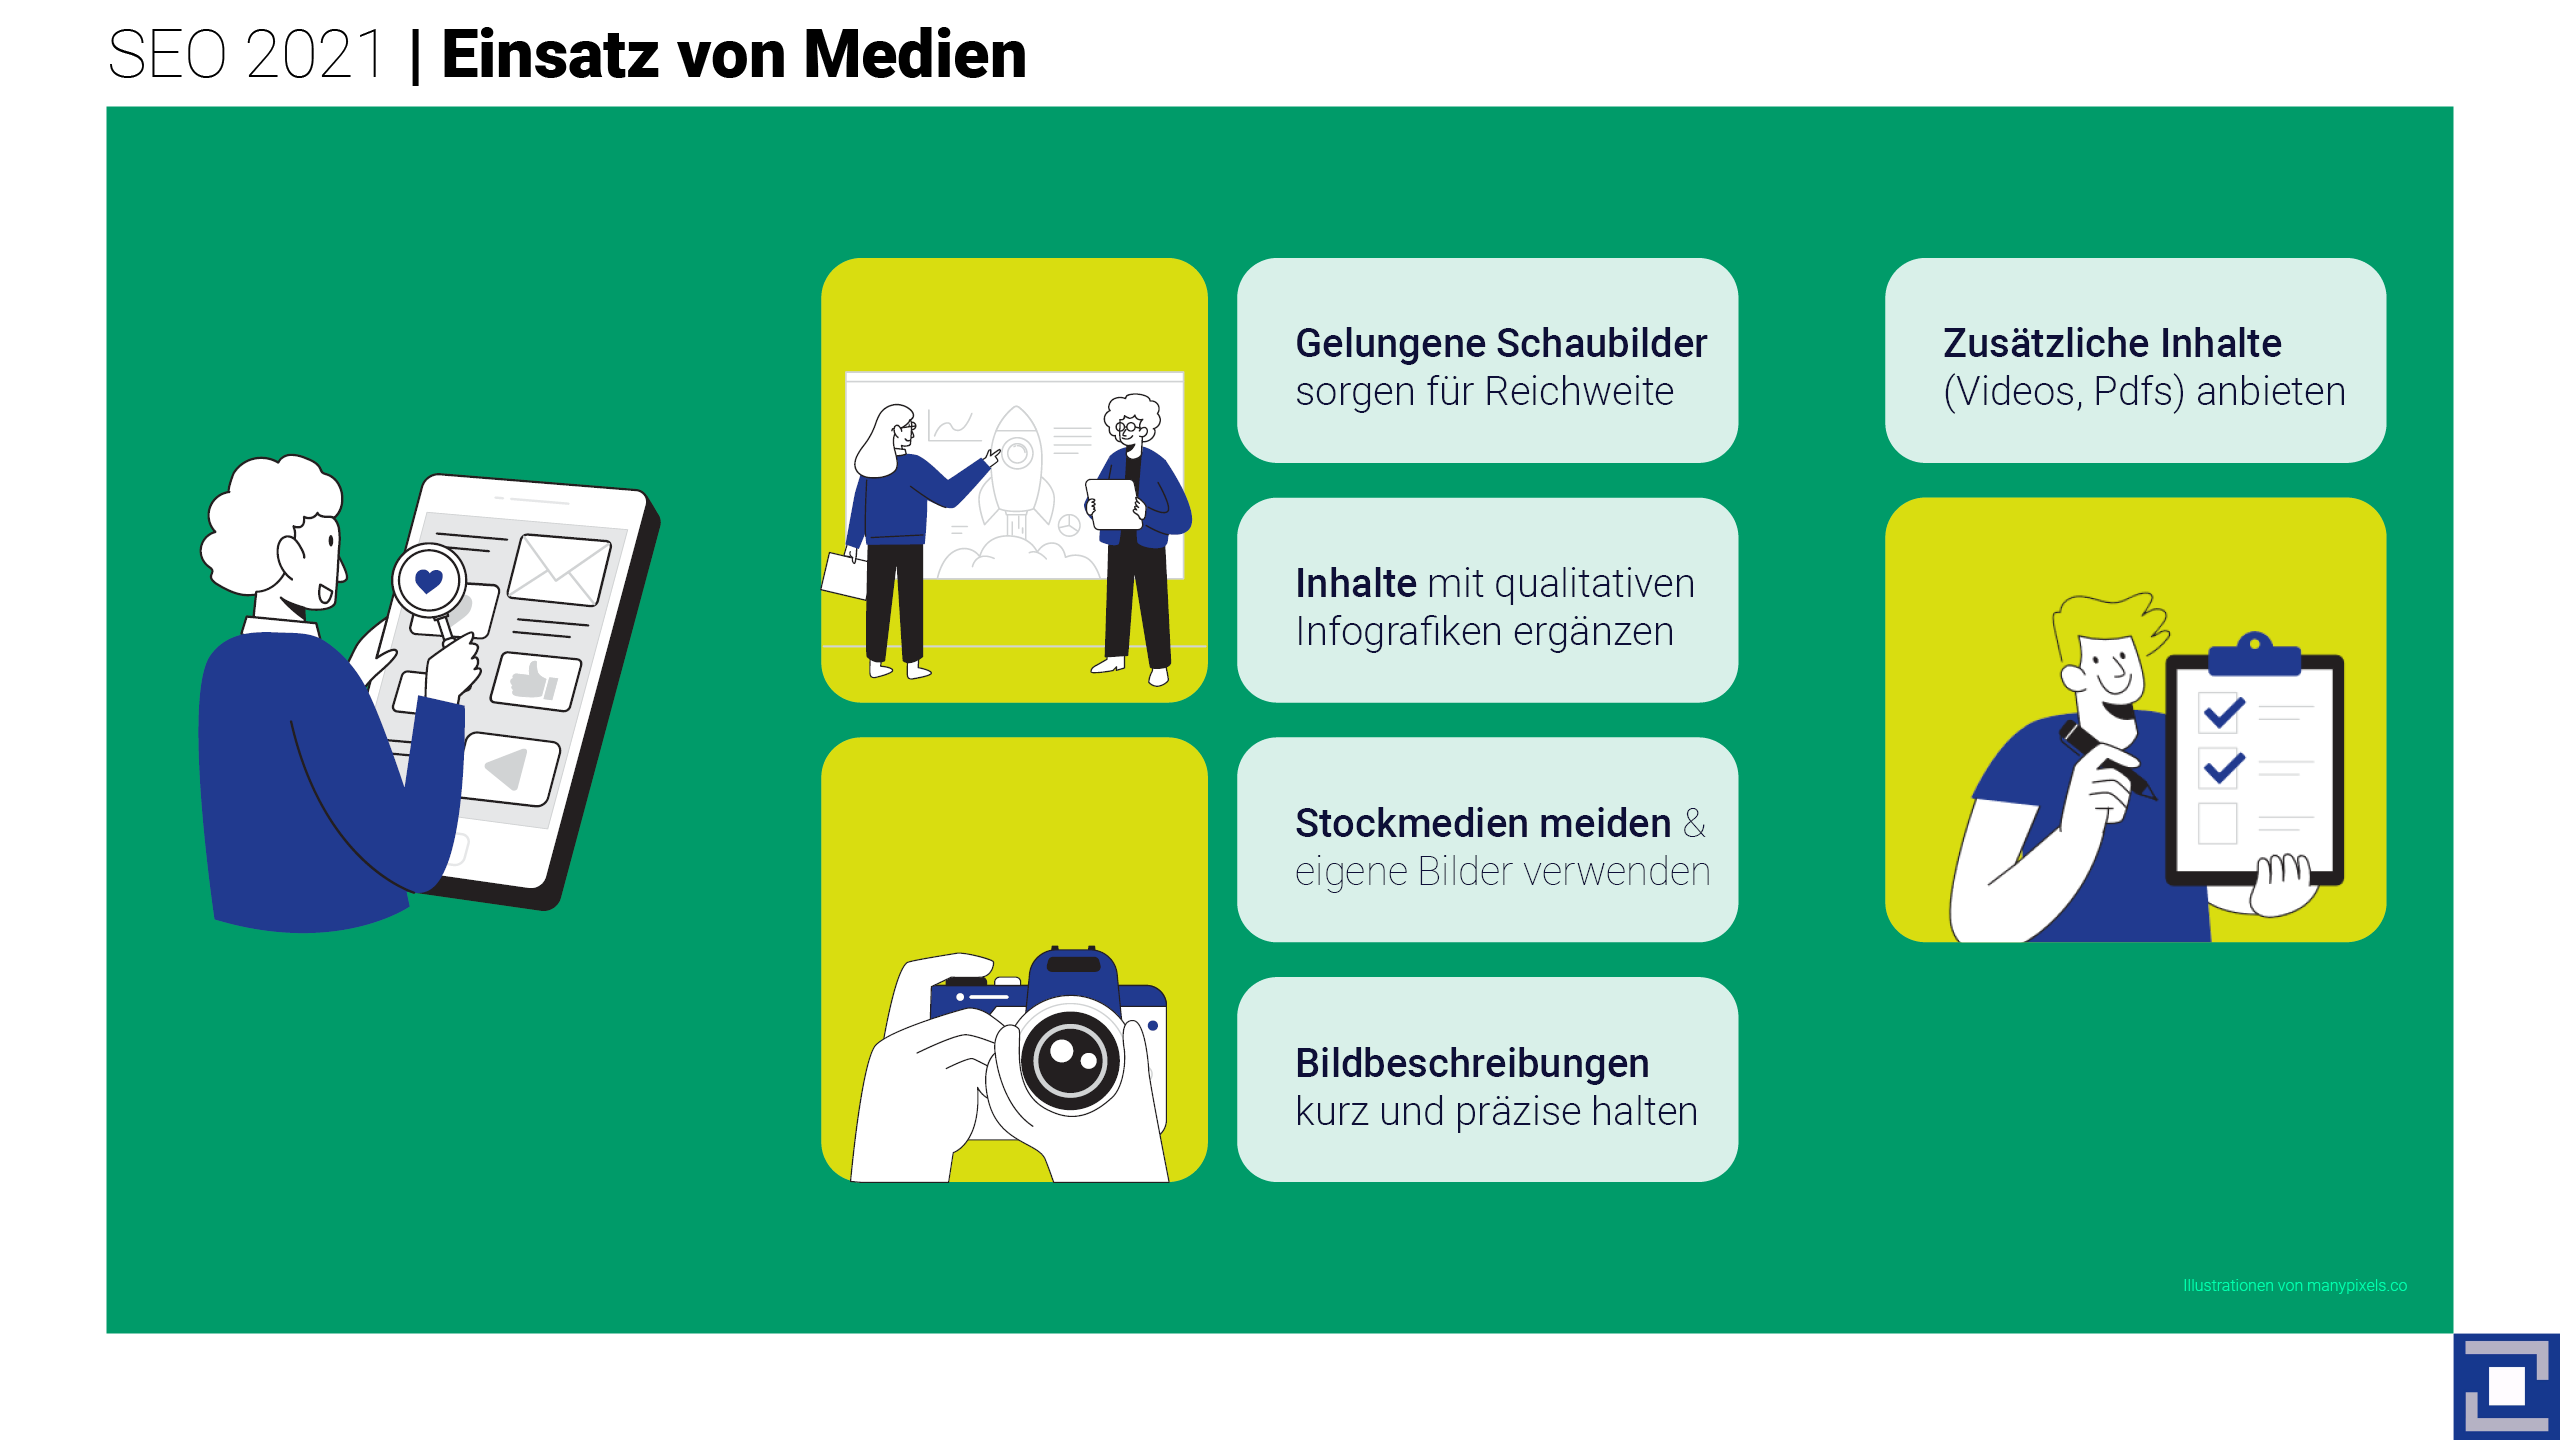 SEO 2021 | Einsatz von Medien
Gelungene Schaubilder
sorgen für Reichweite
Inhalte mit qualitativen
Infografiken ergänzen
Stockmedien meiden &
eigene Bilder verwenden
Bildbeschreibungen
kurz und präzise halten
Zusätzliche Inhalte
(Videos, Pdfs) anbieten
Illustrationen von manypixels.co